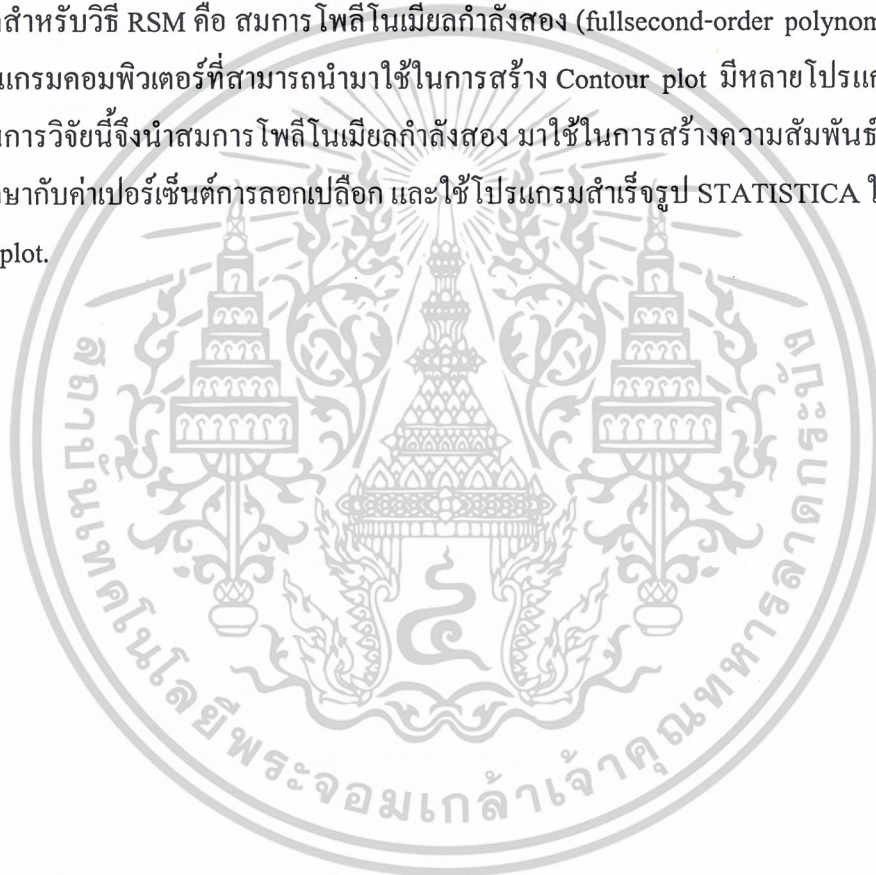 สำหรับวิธี RSM คือ สมการโพลีโนเมียลกำลังสอง (fullsecond-order polynom
แกรมคอมพิวเตอร์ที่สามารถนำมาใช้ในการสร้าง Contour plot มีหลายโปรแก
การวิจัยนี้จึงนำสมการโพลีโนเมียลกำลังสอง มาใช้ในการสร้างความสัมพันธ์
ษากับค่าเปอร์เซ็นต์การลอกเปลือก และใช้โปรแกรมสำเร็จรูป STATISTICA ใ
plot.
สถาบันเทคโนโลยีพระจอมเกล้าเจ้าคุณทหารลาดกระบัง